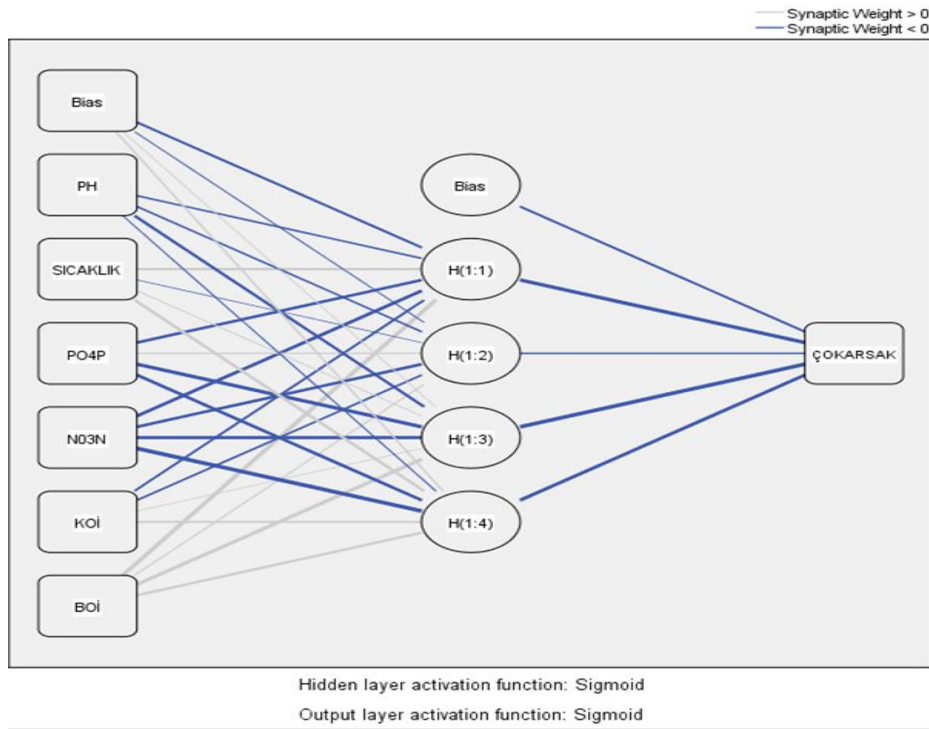 Synaptic Weight > 0
Synaptic Weight < 0
Bias
PH
SICAKLIK
PO4P
N03N
KOİ
BOİ
Bias
H(1:1)
H(1:2)
H(1:3)
H(1:4)
ÇOKARSAK
Hidden layer activation function: Sigmoid
Output layer activation function: Sigmoid